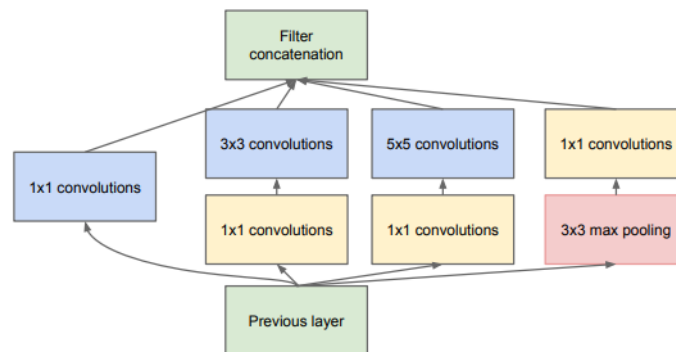 Filter
concatenation
3x3 convolutions
5x5 convolutions
1x1 convolutions
1x1 convolutions
1x1 convolutions
1x1 convolutions
3x3 max pooling
Previous layer